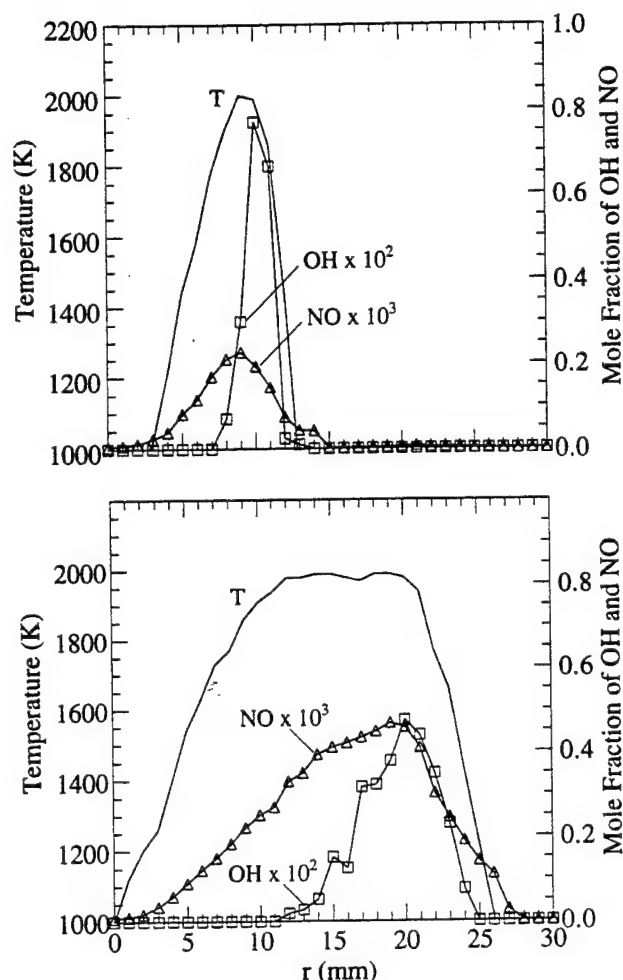 2200
2000
1800
1600
1400
1200
1000
Temperature (K)
T
OH x 10²
NO x 10³
1.0
0.8
0.6
0.4
0.2
0.0
Mole Fraction of OH and NO
2000
1800
1600
1400
1200
1000
Temperature (K)
T
NO x 10³
OH x 10²
0.8
0.6
0.4
0.2
0.0
Mole Fraction of OH and NO
0 5 10 15 20 25 30
r (mm)